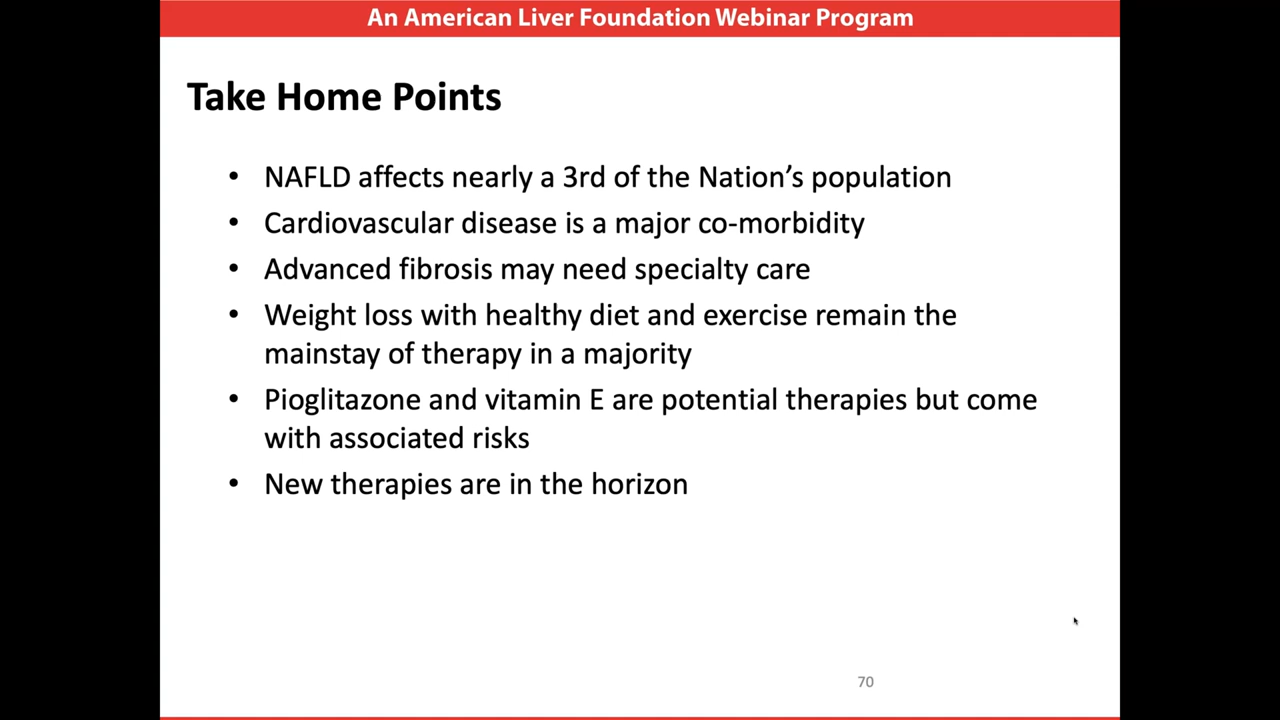 An American Liver Foundation Webinar Program
Take Home Points
• NAFLD affects nearly a 3rd of the Nation's population
• Cardiovascular disease is a major co-morbidity
• Advanced fibrosis may need specialty care
• Weight loss with healthy diet and exercise remain the
mainstay of therapy in a majority
• Pioglitazone and vitamin E are potential therapies but come
with associated risks
• New therapies are in the horizon
70